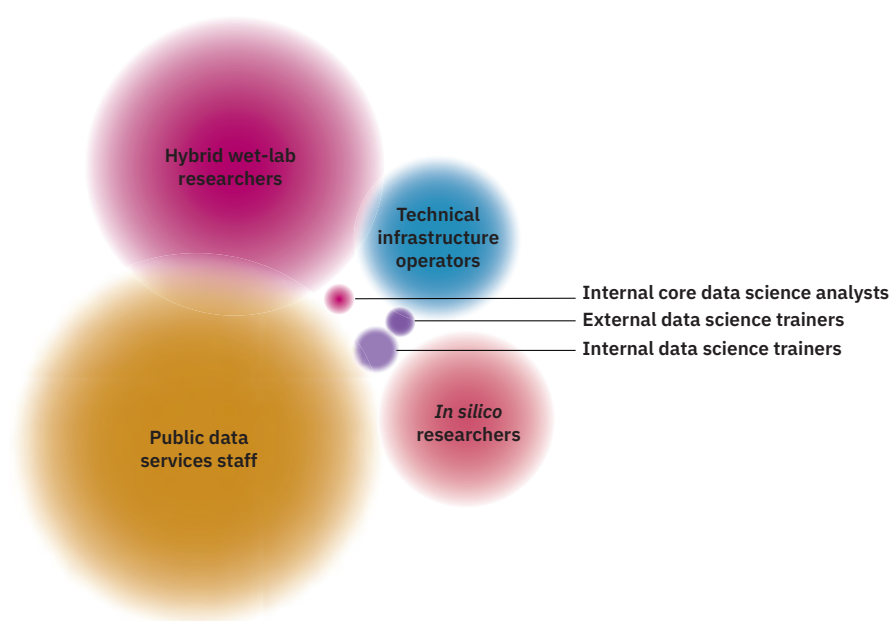 Hybrid wet-lab
researchers
Technical
infrastructure
operators
Internal core data science analysts
External data science trainers
Internal data science trainers
In silico
researchers
Public data
services staff